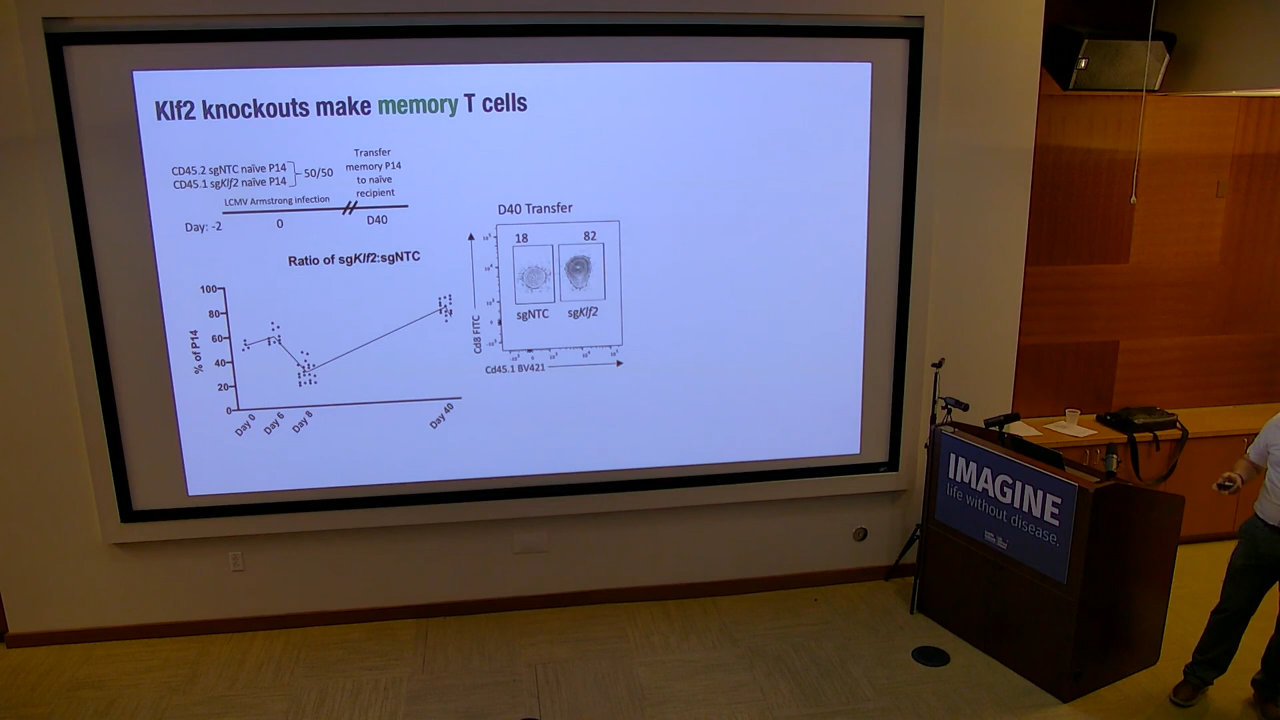 Klf2 knockouts make memory T cells
CD45.2 sgNTC naïve P14
CD45.1 sgKlf2 naïve P14
50/50
Transfer
memory P14
to naïve
recipient
LCMV Armstrong infection
Day: -2
0
D40
Ratio of sgKlf2:sgNTC
% of P14
100
80
60
40
20
0
Day 0
Day 6
Day 8
Day 40
D40 Transfer
18
82
sgNTC
sgKlf2
Cd8 FITC
Cd45.1 BV421
IMAGINE
life without disease.